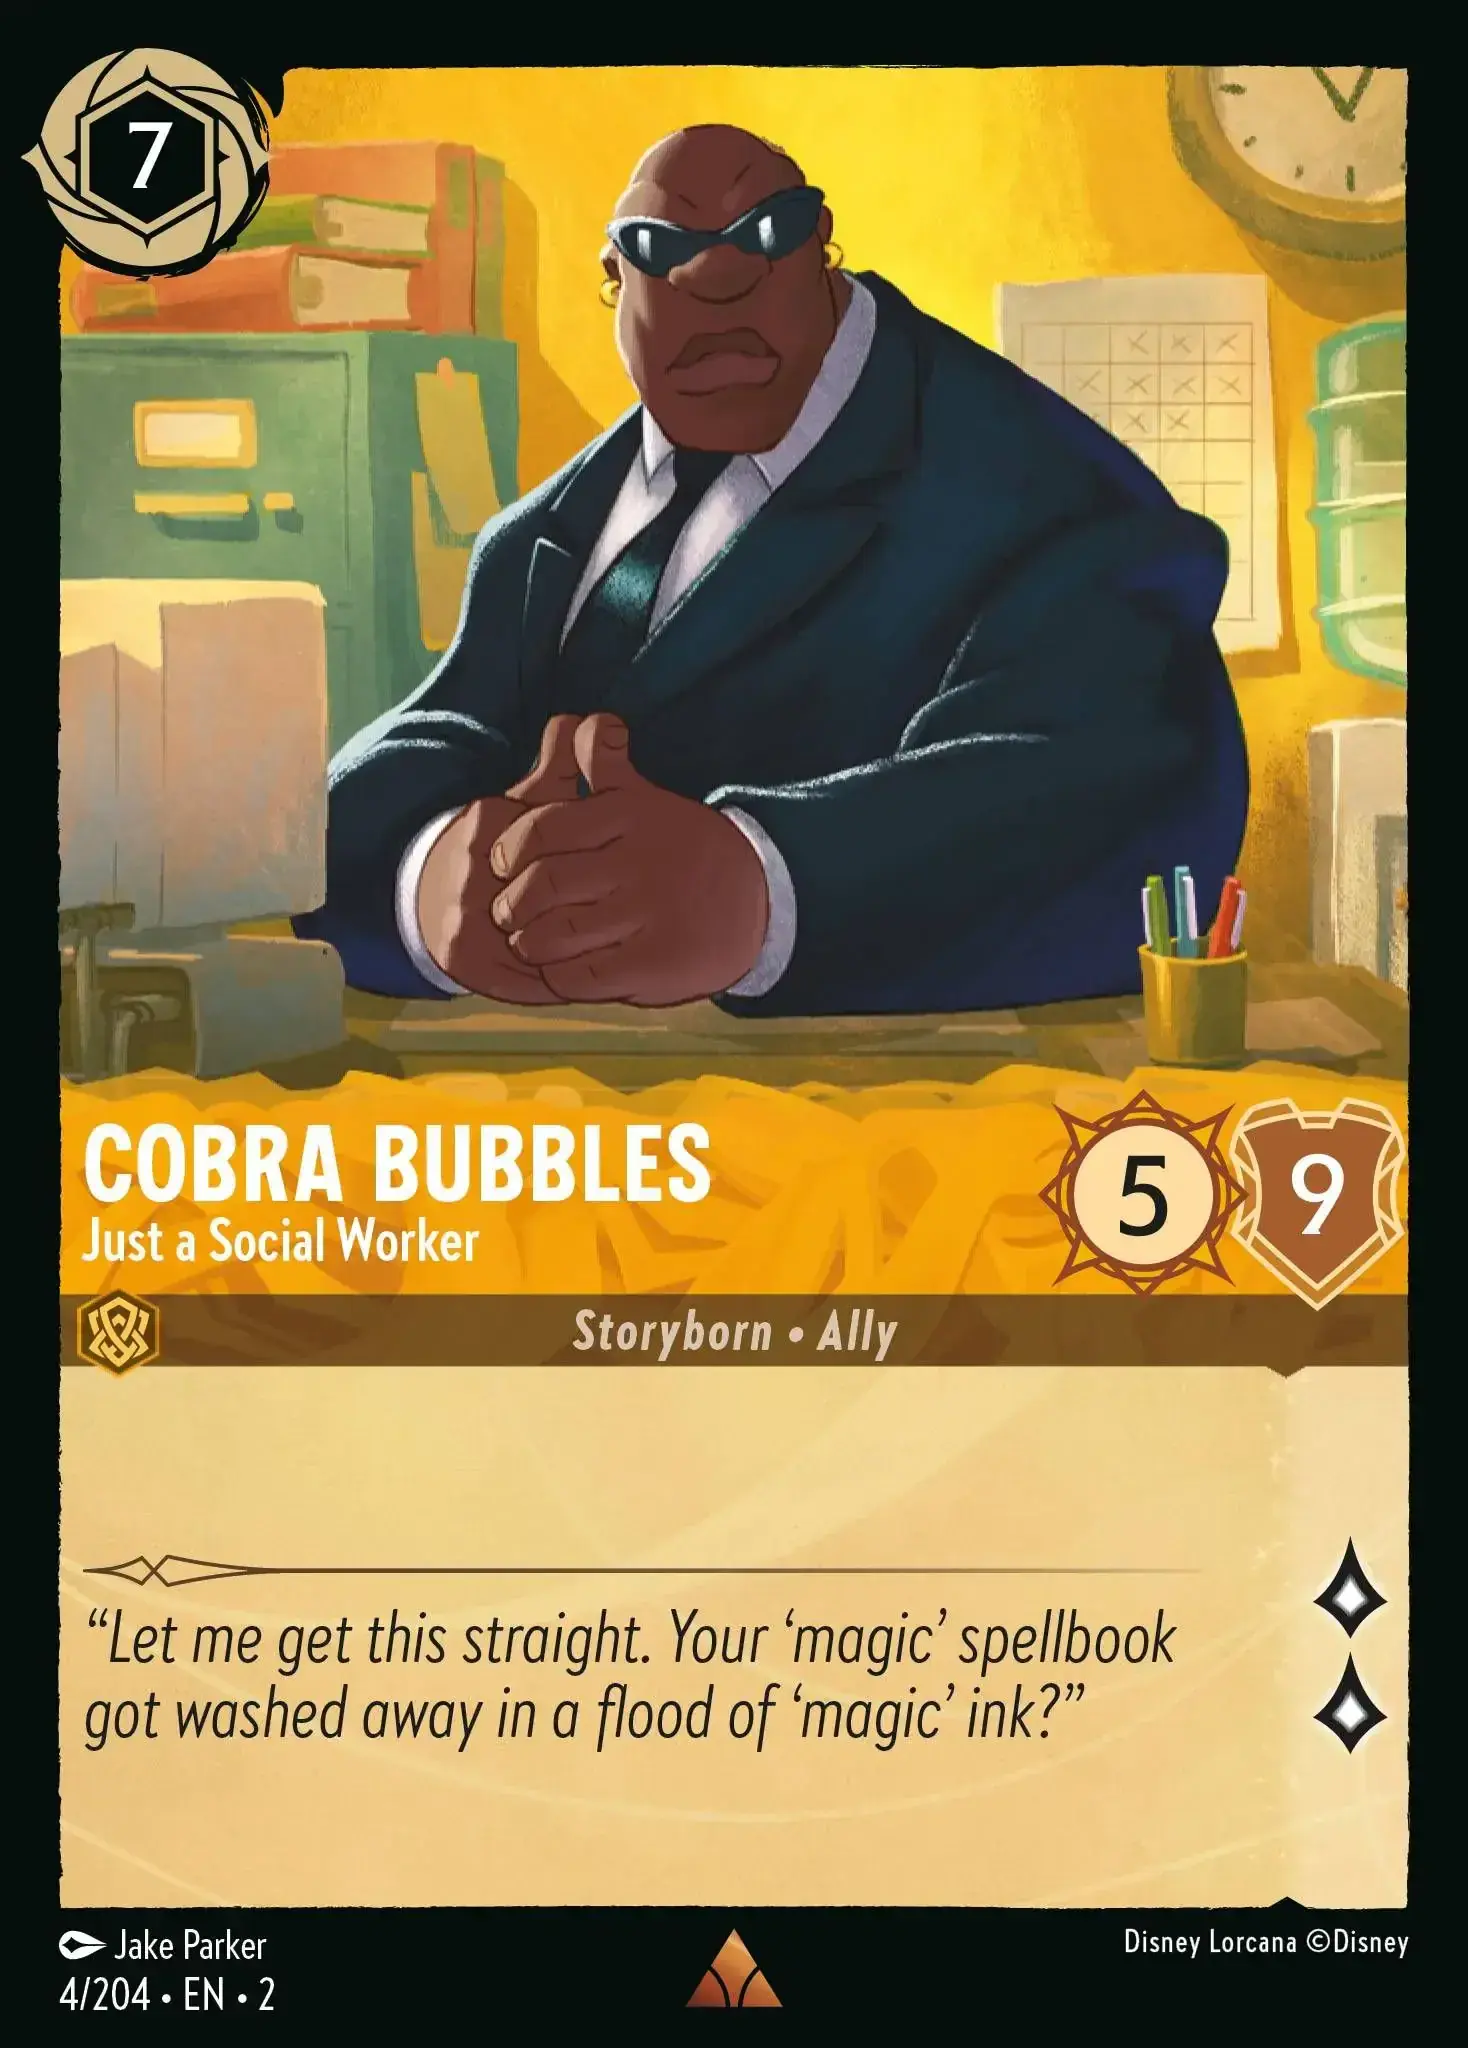 7
COBRA BUBBLES
Just a Social Worker
5
9
Storyborn • Ally
“Let me get this straight. Your ‘magic’ spellbook
got washed away in a flood of ‘magic’ ink?”
Jake Parker
Disney Lorcana ©Disney
4/204 • EN • 2